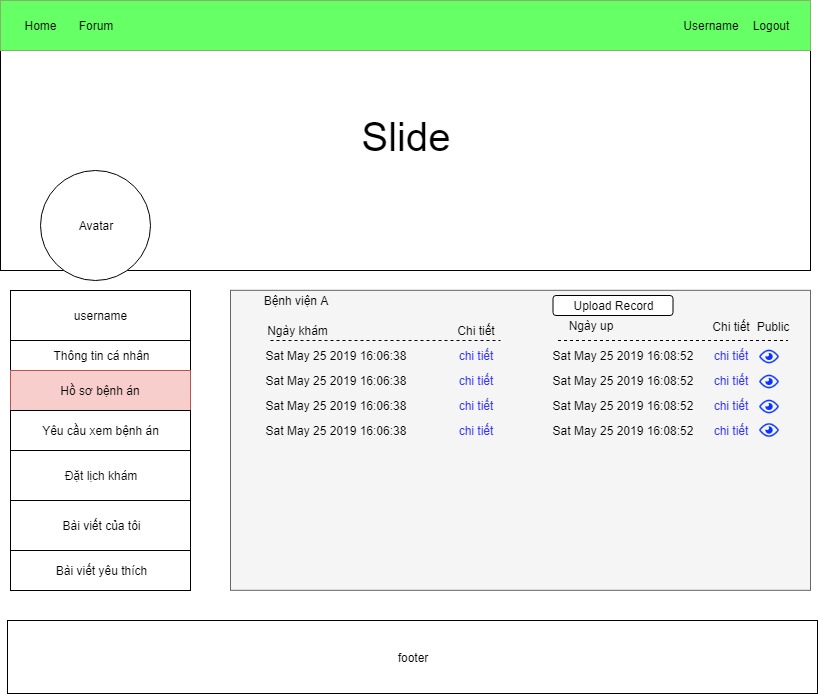 Home Forum Username Logout
Slide
Avatar
username
Thông tin cá nhân
Hồ sơ bệnh án
Yêu cầu xem bệnh án
Đặt lịch khám
Bài viết của tôi
Bài viết yêu thích
Bệnh viện A
Ngày khám Chi tiết
Sat May 25 2019 16:06:38 chi tiết
Sat May 25 2019 16:06:38 chi tiết
Sat May 25 2019 16:06:38 chi tiết
Sat May 25 2019 16:06:38 chi tiết
Upload Record
Ngày up Chi tiết Public
Sat May 25 2019 16:08:52 chi tiết
Sat May 25 2019 16:08:52 chi tiết
Sat May 25 2019 16:08:52 chi tiết
Sat May 25 2019 16:08:52 chi tiết
footer